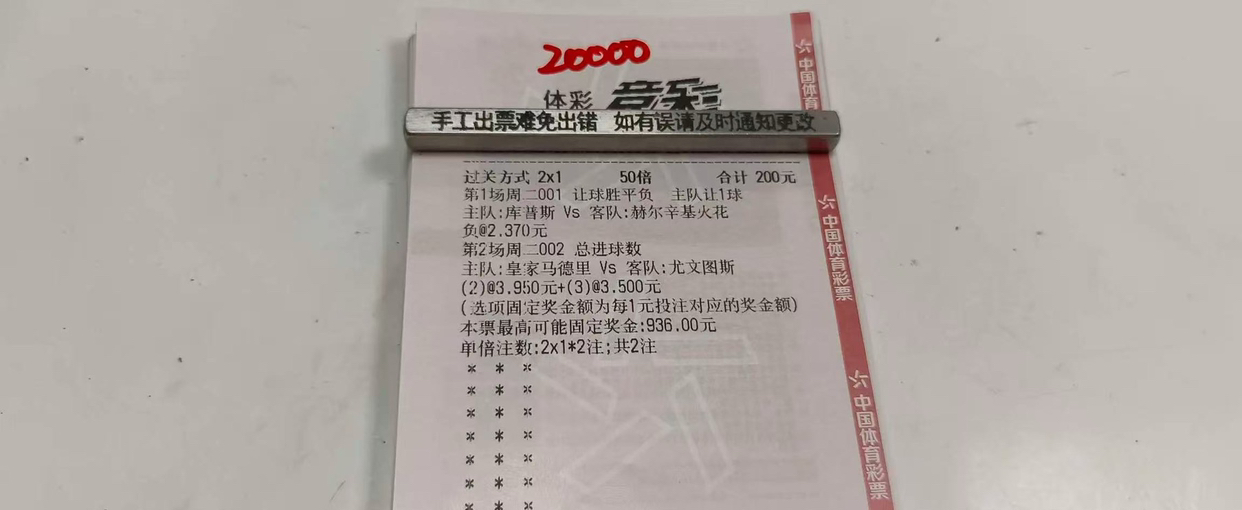 20000
体彩 竞彩
手工出票难免出错 如有误请及时通知更改
过关方式 2x1 50倍 合计 200元
第1场周二001 让球胜平负 主队让1球
主队:库普斯 Vs 客队:赫尔辛基火花
负@2.370元
第2场周二002 总进球数
主队:皇家马德里 Vs 客队:尤文图斯
(2)@3.950元+(3)@3.500元
(选项固定奖金额为每1元投注对应的奖金额)
本票最高可能固定奖金:936.00元
单倍注数:2x1*2注;共2注
* * *
* * *
* * *
* * *
* * *
* * *
* * *
中国体育
中国体育彩票
中国体育彩票